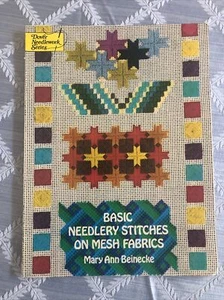 Dover
Needlework
Series
BASIC
NEEDLERY STITCHES
ON MESH FABRICS
Mary Ann Beinecke